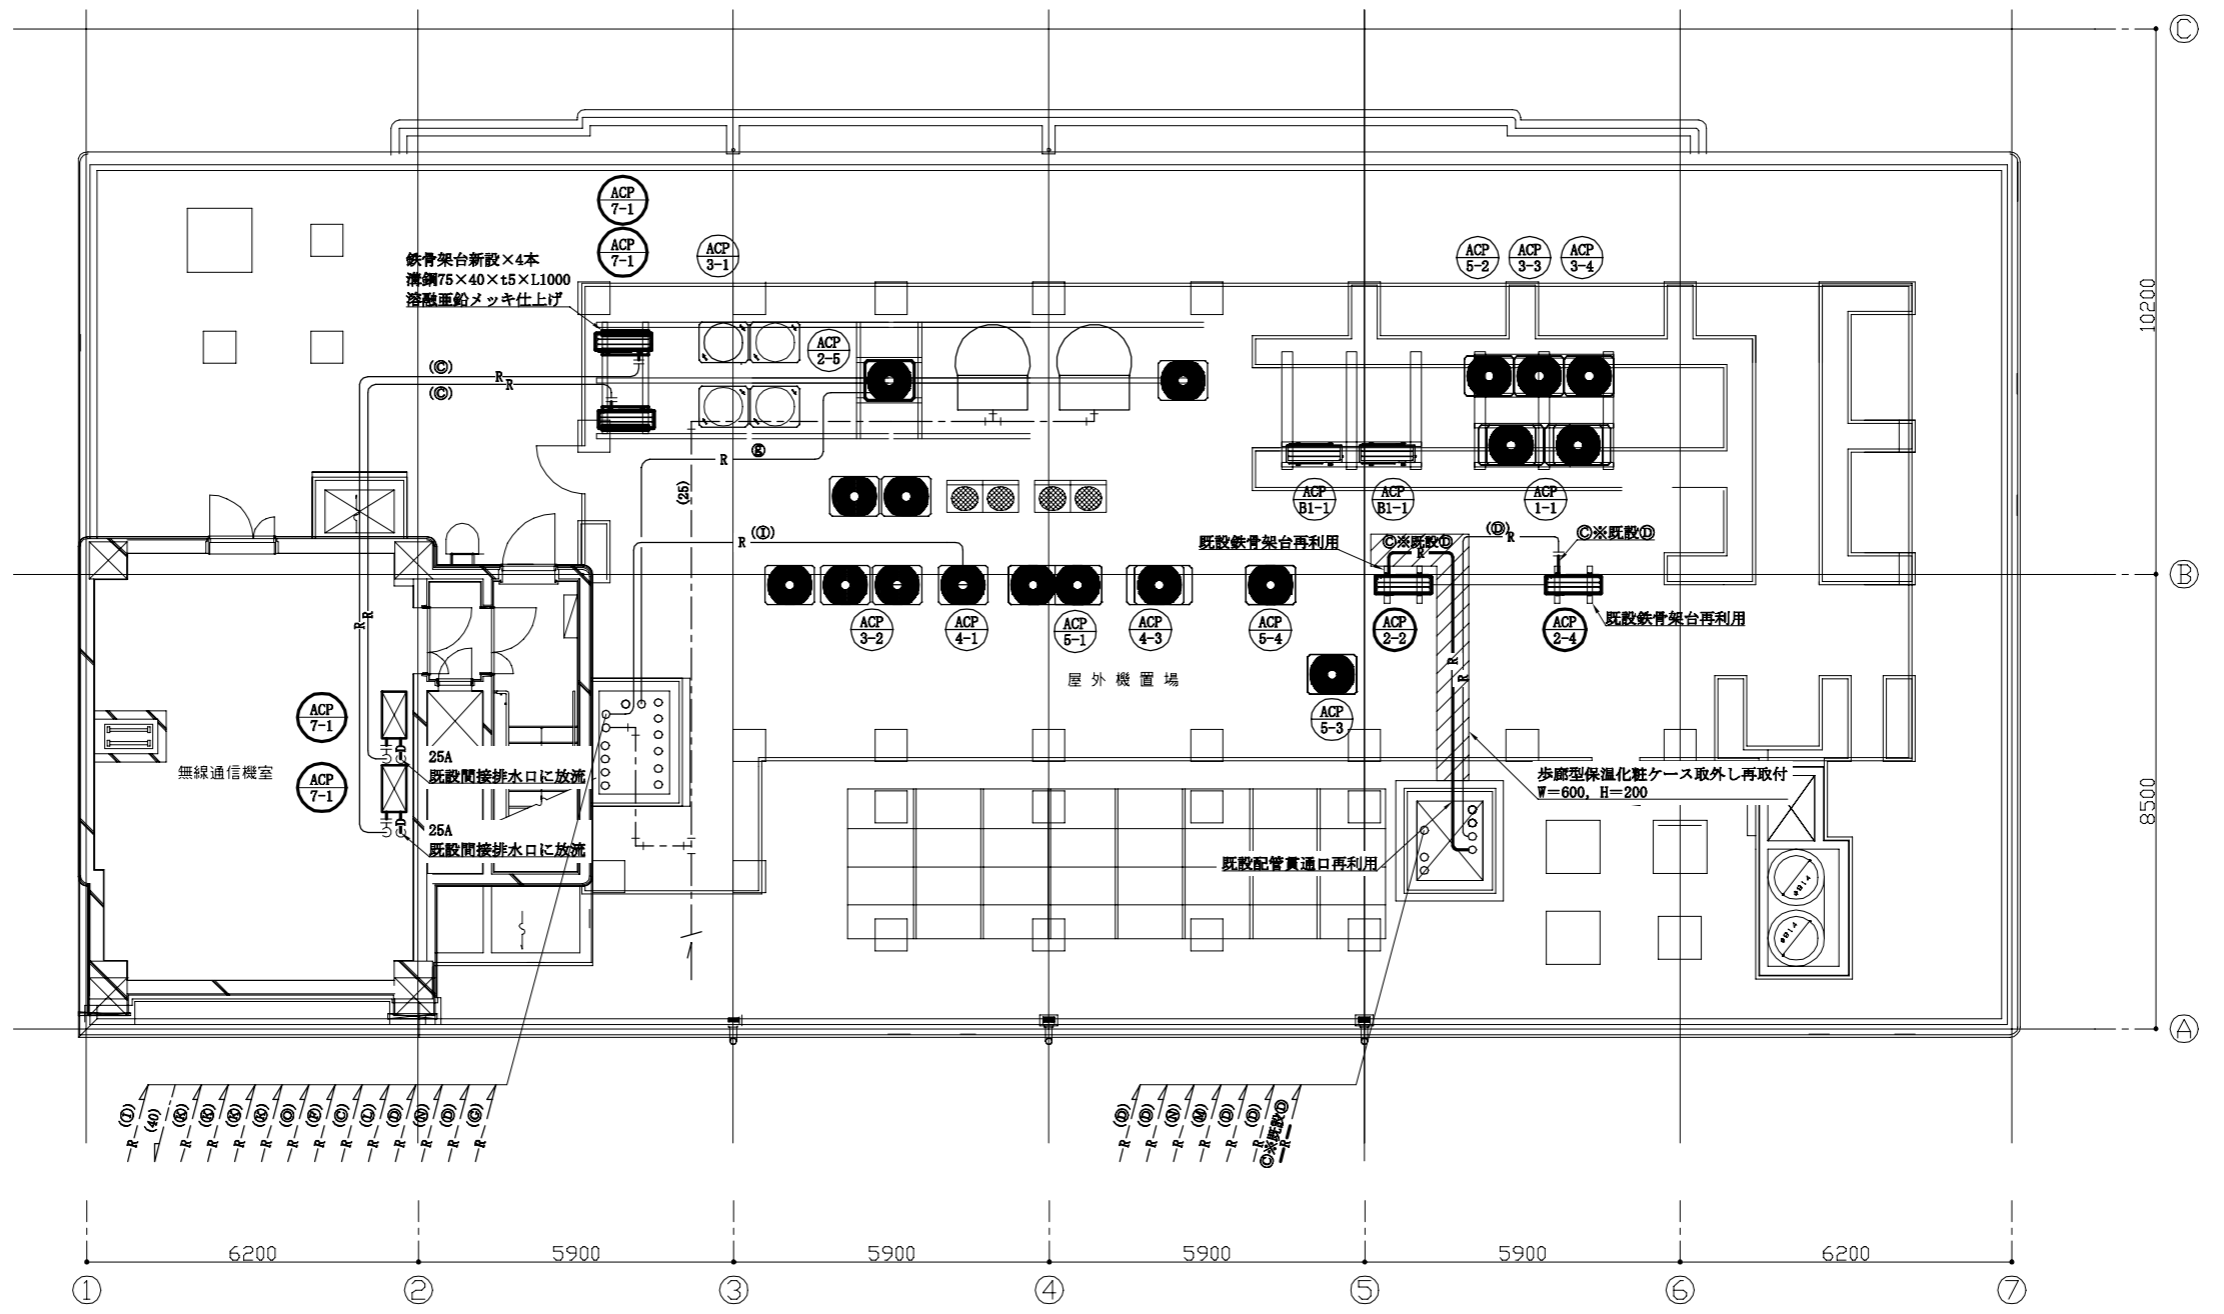 Ⓒ
ACP
7-1
ACP
7-1
ACP
3-1
ACP
5-2
ACP
3-3
ACP
3-4
鉄骨架台新設×4本
溝鋼75×40×t5×L1000
溶融亜鉛メッキ仕上げ
10200
ACP
2-5
(Ⓒ)
R
R
(Ⓒ)
R
ⓖ
(25)
ACP
B1-1
ACP
B1-1
ACP
1-1
R
(Ⓘ)
既設鉄骨架台再利用
Ⓒ※既設Ⓓ
R
(Ⓓ)
R
Ⓒ※既設Ⓓ
Ⓑ
R
R
ACP
3-2
ACP
4-1
ACP
5-1
ACP
4-3
ACP
5-4
ACP
2-2
ACP
2-4
既設鉄骨架台再利用
屋外機置場
R
R
ACP
5-3
ACP
7-1
無線通信機室
25A
既設間接排水口に放流
ACP
7-1
25A
既設間接排水口に放流
歩廊型保温化粧ケース取外し再取付
W=600, H=200
8500
既設配管貫通口再利用
Ⓐ
(Ⓘ)
R
(40)
(Ⓚ)
R
(Ⓚ)
R
(Ⓚ)
R
(Ⓚ)
R
(Ⓞ)
R
(Ⓕ)
R
(Ⓒ)
R
(Ⓛ)
R
R
(Ⓝ)
R
(Ⓓ)
R
(Ⓖ)
R
(Ⓓ)
R
R
(Ⓝ)
R
(Ⓜ)
R
(Ⓓ)
R
(Ⓓ)
R
Ⓒ※既設Ⓓ
R
6200
5900
5900
5900
5900
6200
①
②
③
④
⑤
⑥
⑦